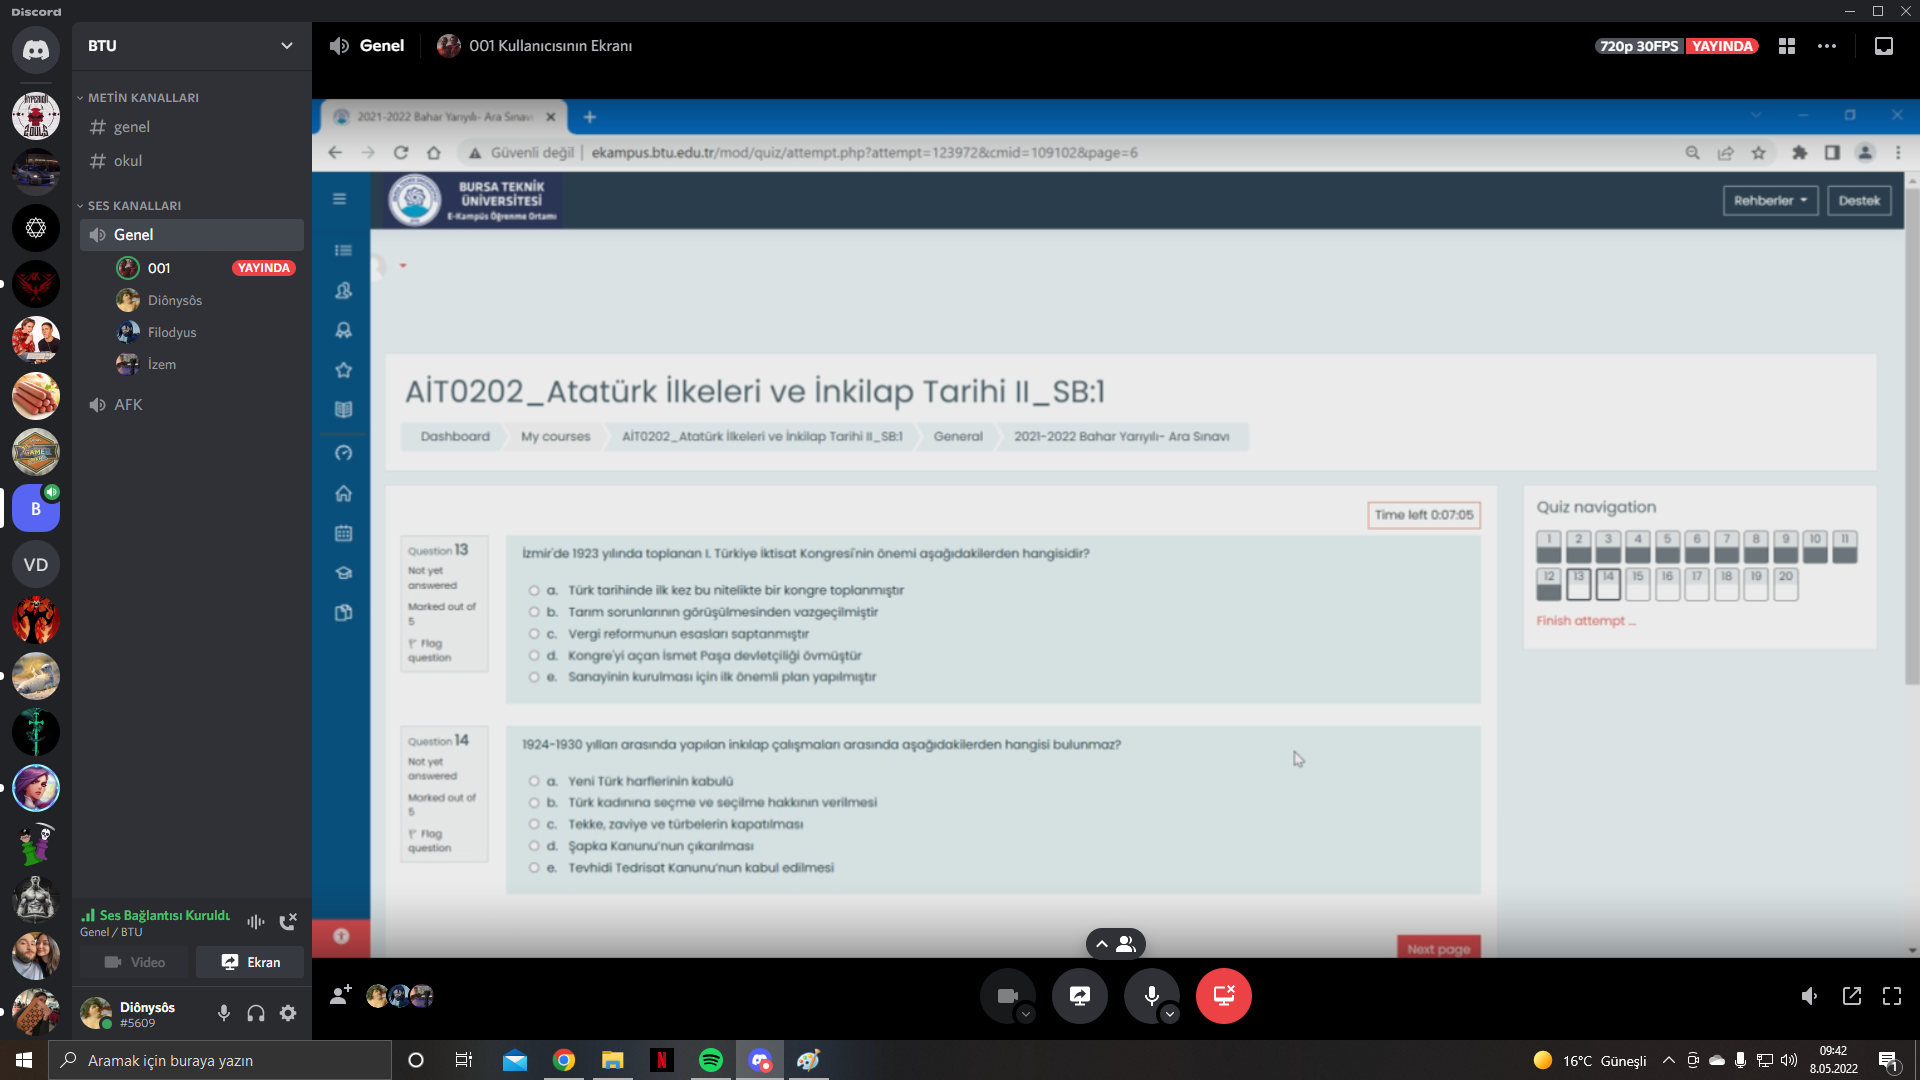 Discord
BTU
METİN KANALLARI
genel
okul
SES KANALLARI
Genel
001
YAYINDA
Diônysôs
Filodyus
İzem
AFK
VD
B
Ses Bağlantısı Kuruldu
Genel / BTU
Video
Ekran
Diônysôs
#5609
Genel
001 Kullanıcısının Ekranı
720p 30FPS
YAYINDA
2021-2022 Bahar Yarıyılı- Ara Sınavı
Güvenli değil
ekampus.btu.edu.tr/mod/quiz/attempt.php?attempt=123972&cmid=109102&page=6
BURSA TEKNİK
ÜNİVERSİTESİ
E-Kampüs Öğrenme Ortamı
Rehberler
Destek
AİT0202_Atatürk İlkeleri ve İnkilap Tarihi II_SB:1
Dashboard
My courses
AİT0202_Atatürk İlkeleri ve İnkilap Tarihi II_SB:1
General
2021-2022 Bahar Yarıyılı- Ara Sınavı
Time left 0:07:05
Question 13
Not yet
answered
Marked out of
5
Flag
question
İzmir'de 1923 yılında toplanan I. Türkiye İktisat Kongresi'nin önemi aşağıdakilerden hangisidir?
a. Türk tarihinde ilk kez bu nitelikte bir kongre toplanmıştır
b. Tarım sorunlarının görüşülmesinden vazgeçilmiştir
c. Vergi reformunun esasları saptanmıştır
d. Kongre'yi açan İsmet Paşa devletçiliği övmüştür
e. Sanayinin kurulması için ilk önemli plan yapılmıştır
Question 14
Not yet
answered
Marked out of
5
Flag
question
1924-1930 yılları arasında yapılan inkılap çalışmaları arasında aşağıdakilerden hangisi bulunmaz?
a. Yeni Türk harflerinin kabulü
b. Türk kadınına seçme ve seçilme hakkının verilmesi
c. Tekke, zaviye ve türbelerin kapatılması
d. Şapka Kanunu'nun çıkarılması
e. Tevhidi Tedrisat Kanunu'nun kabul edilmesi
Next page
Quiz navigation
1 2 3 4 5 6 7 8 9 10 11
12 13 14 15 16 17 18 19 20
Finish attempt ...
Aramak için buraya yazın
16°C Güneşli
09:42
8.05.2022
1